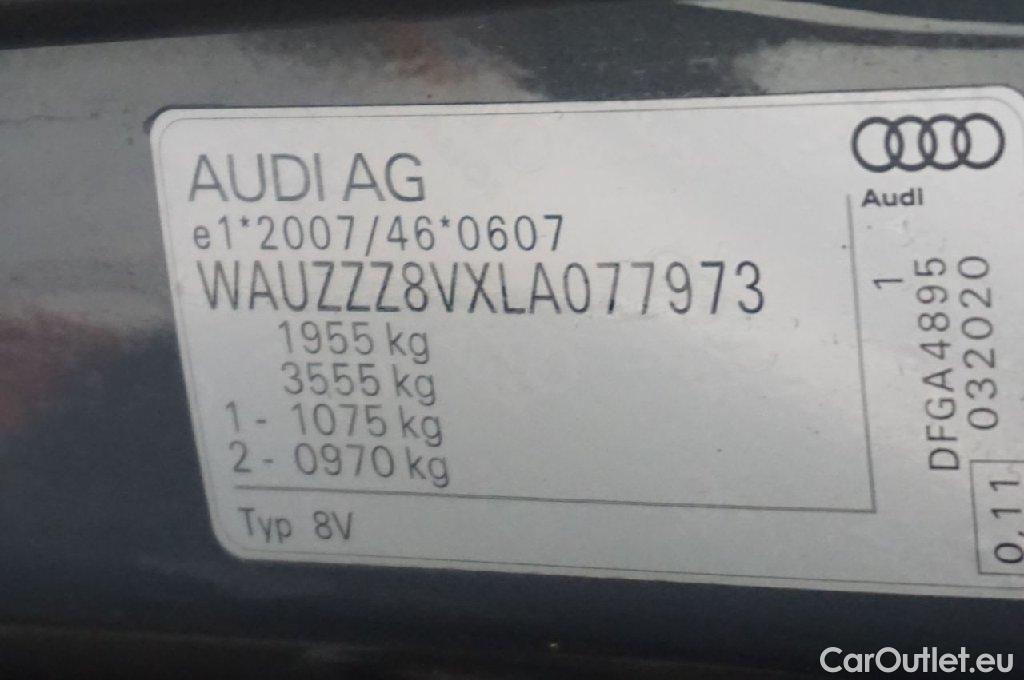 AUDI AG
e1*2007/46*0607
WAUZZZ8VXLA077973
1955 kg
3555 kg
1 - 1075 kg
2 - 0970 kg
Typ 8V
Audi
1
DFGA4895
032020
0,11
CarOutlet.eu